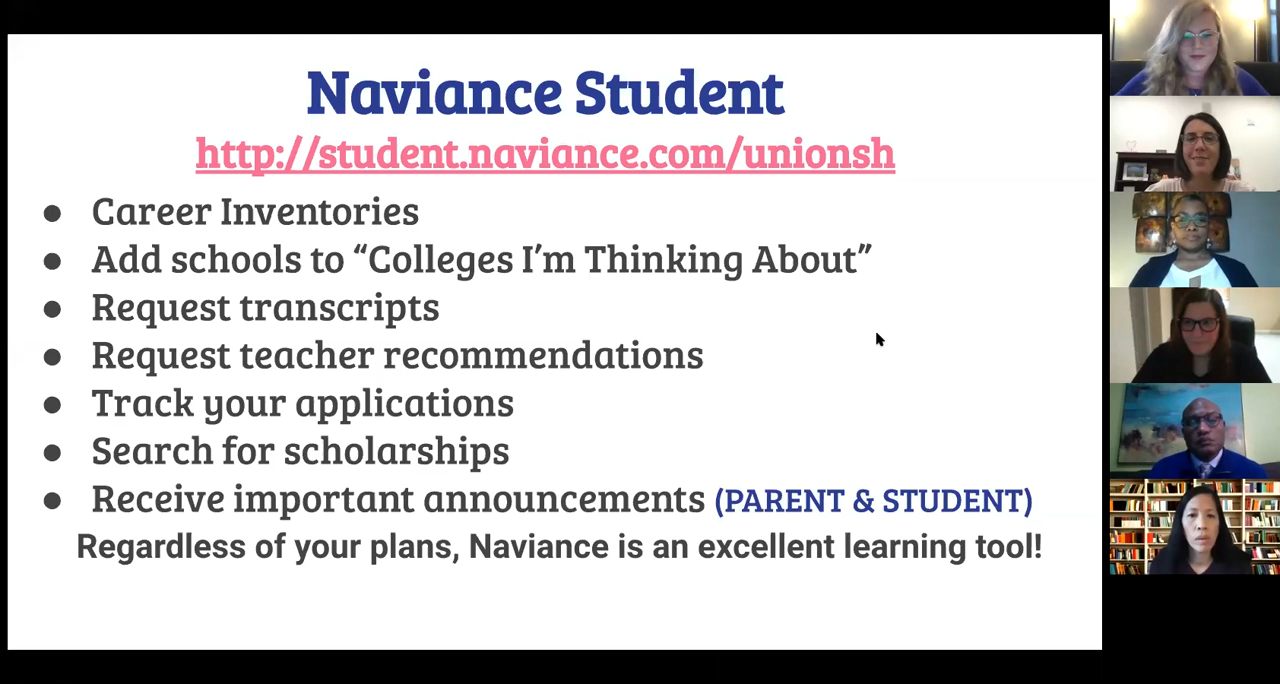 Naviance Student
http://student.naviance.com/unionsh
● Career Inventories
● Add schools to “Colleges I’m Thinking About”
● Request transcripts
● Request teacher recommendations
● Track your applications
● Search for scholarships
● Receive important announcements (PARENT & STUDENT)
Regardless of your plans, Naviance is an excellent learning tool!